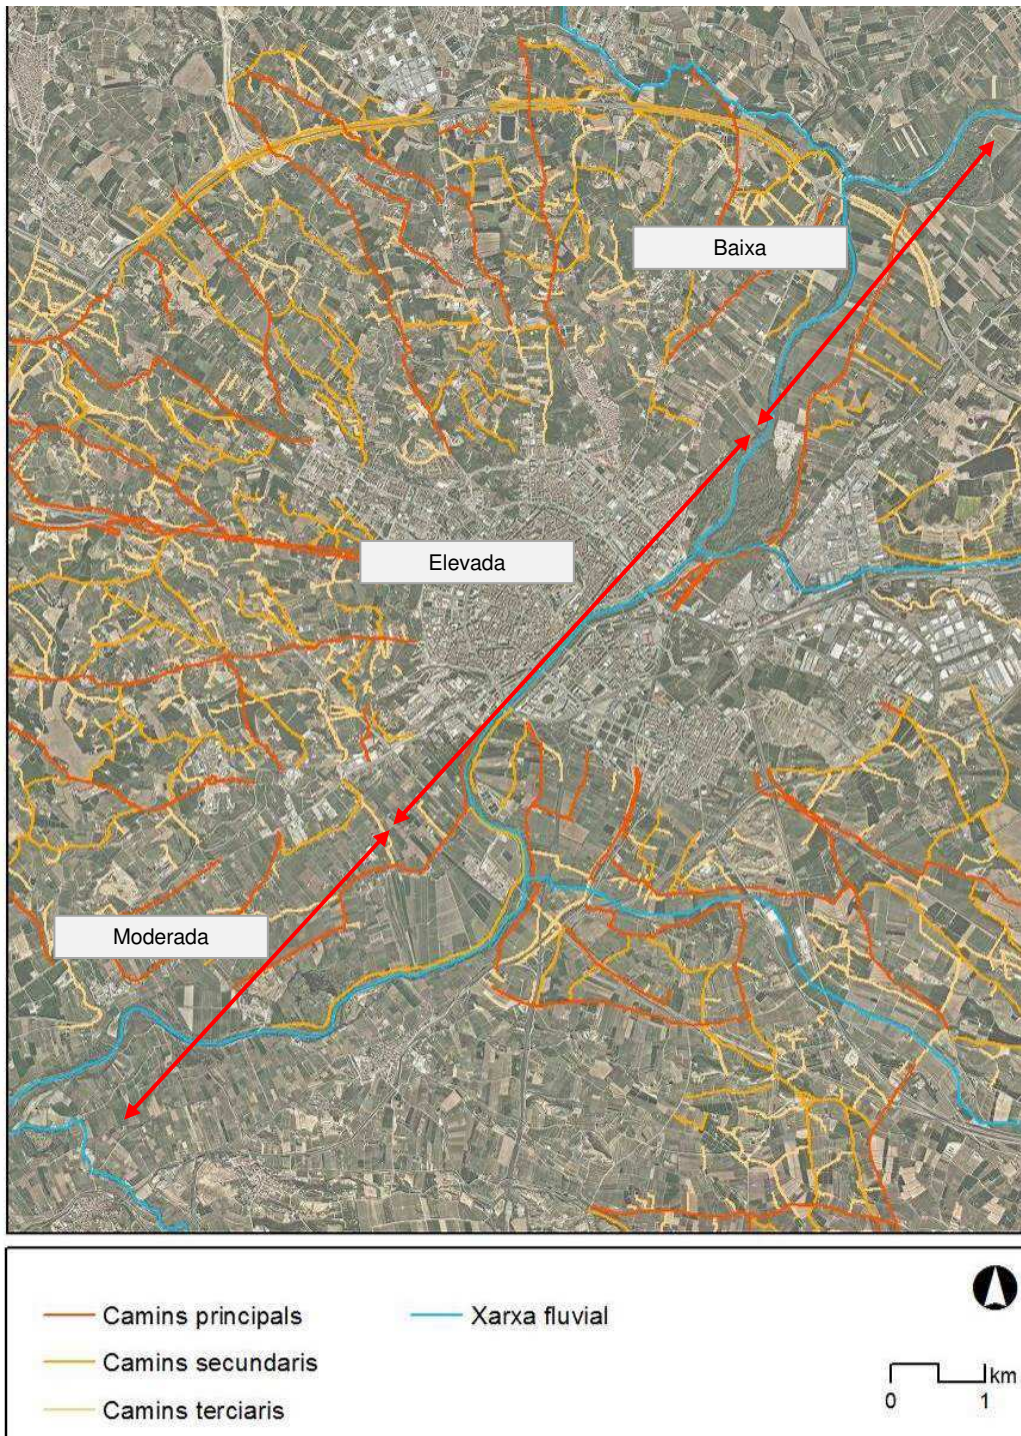 Baixa
Elevada
Moderada
Camins principals
Xarxa fluvial
Camins secundaris
km
0 1
Camins terciaris